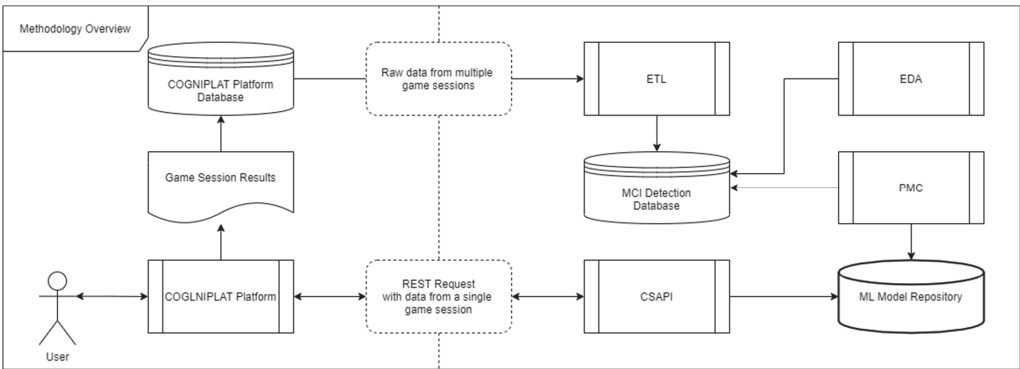 Methodology Overview
COGNIPLAT Platform
Database
Raw data from multiple
game sessions
ETL
EDA
Game Session Results
MCI Detection
Database
PMC
COGLNIPLAT Platform
REST Request
with data from a single
game session
CSAPI
ML Model Repository
User